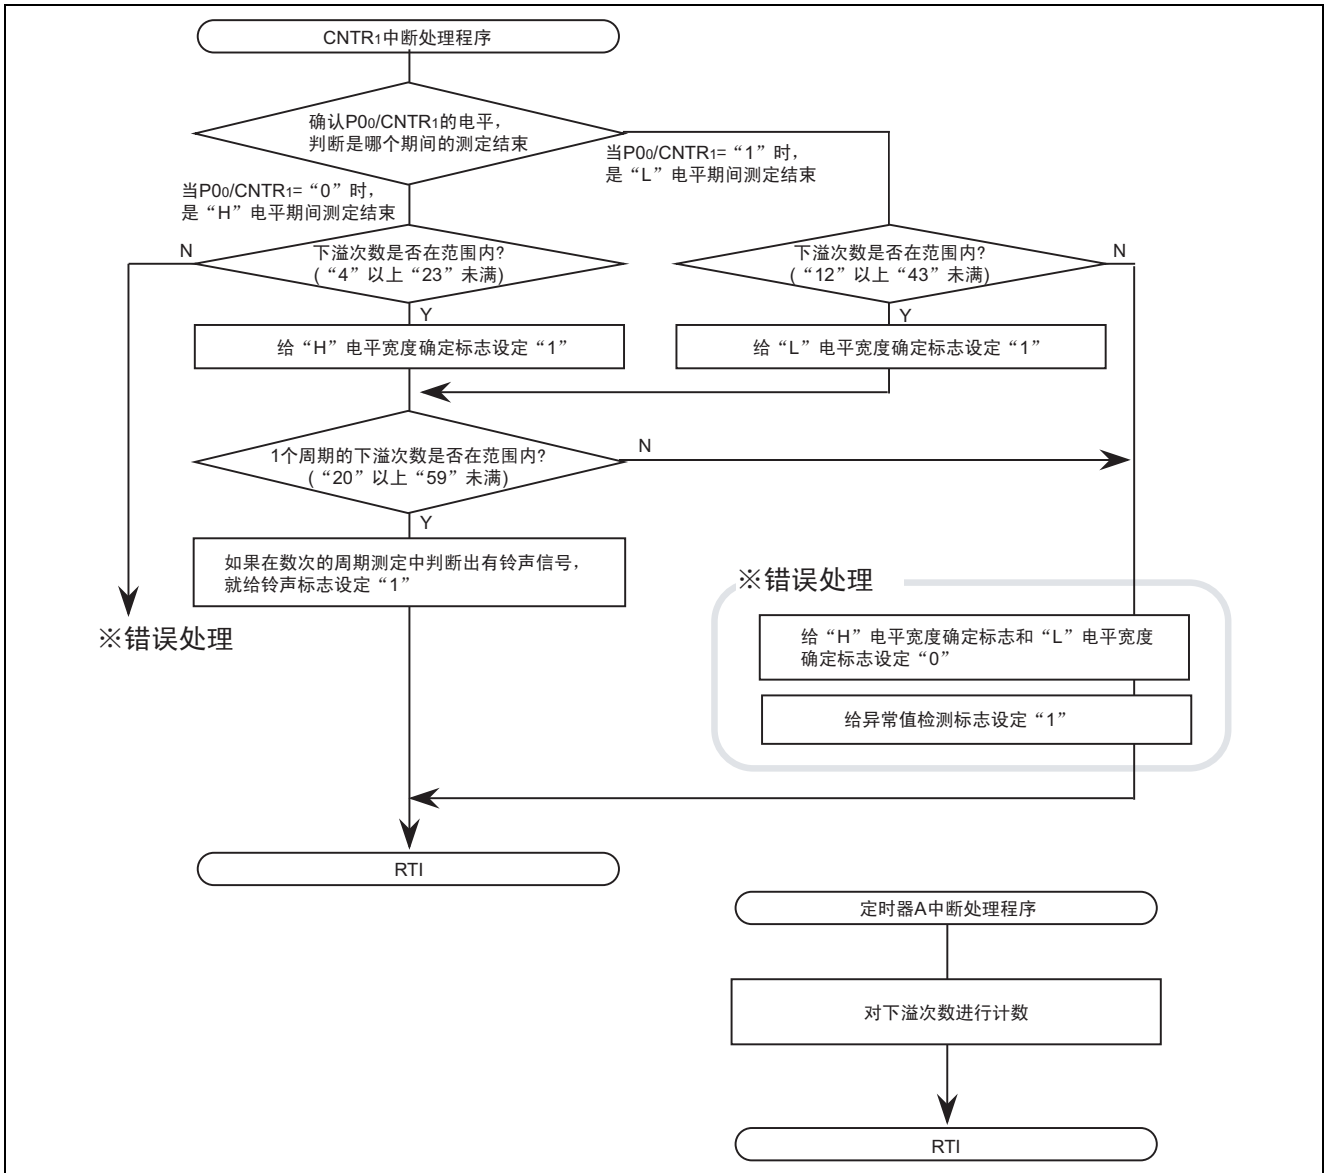 CNTR1中断处理程序
确认P00/CNTR1的电平，
判断是哪个期间的测定结束
当P00/CNTR1=“1”时，
是“L”电平期间测定结束
当P00/CNTR1=“0”时，
是“H”电平期间测定结束
N
下溢次数是否在范围内?
(“4”以上“23”未满)
下溢次数是否在范围内?
(“12”以上“43”未满)
N
Y
Y
给“H”电平宽度确定标志设定“1”
给“L”电平宽度确定标志设定“1”
1个周期的下溢次数是否在范围内?
(“20”以上“59”未满)
N
Y
如果在数次的周期测定中判断出有铃声信号，
就给铃声标志设定“1”
※错误处理
※错误处理
给“H”电平宽度确定标志和“L”电平宽度
确定标志设定“0”
给异常值检测标志设定“1”
RTI
定时器A中断处理程序
对下溢次数进行计数
RTI